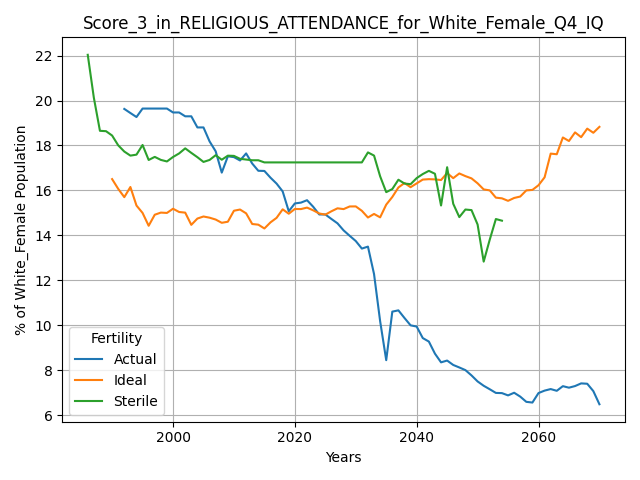 Score_3_in_RELIGIOUS_ATTENDANCE_for_White_Female_Q4_IQ
% of White_Female Population
22
20
18
16
14
12
10
8
6
Fertility
Actual
Ideal
Sterile
2000
2020
2040
2060
Years